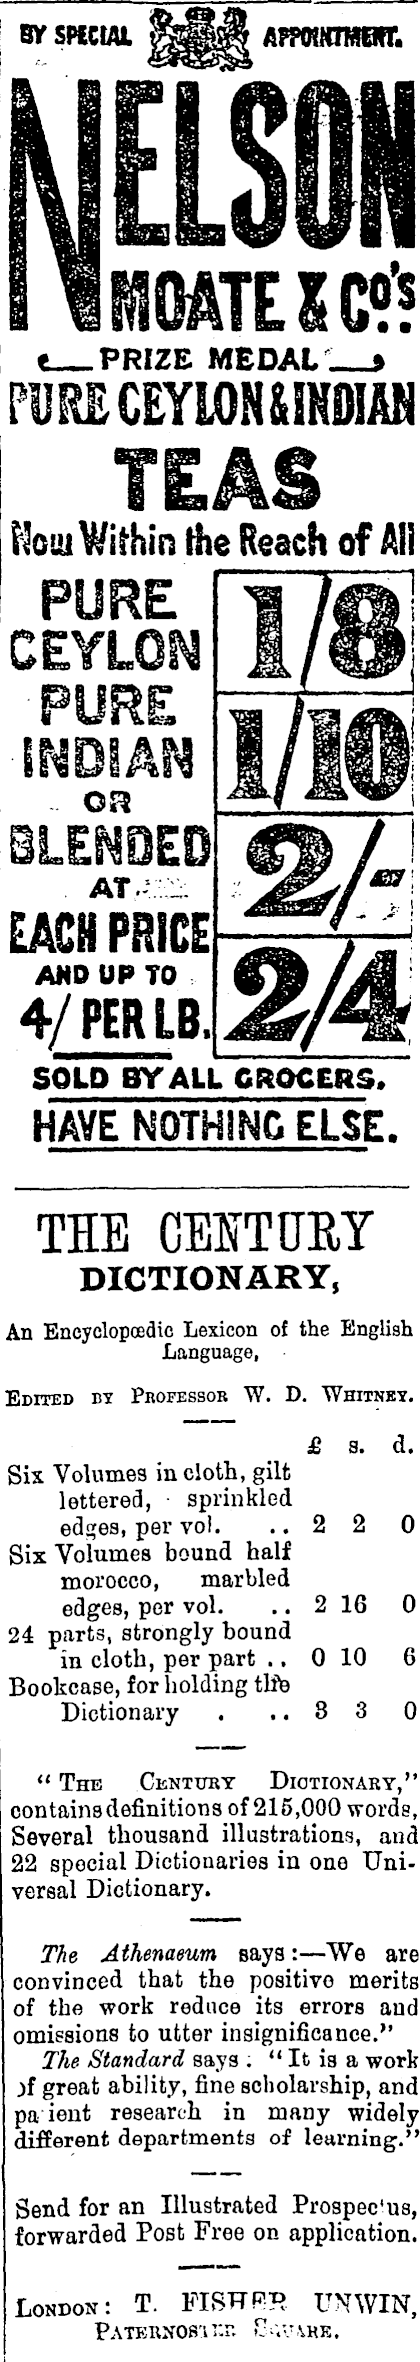 BY SPECIAL APPOINTMENT.
NELSON
MOATE & Co's
PRIZE MEDAL
PURE CEYLON & INDIAN
TEAS
Now Within the Reach of All
PURE
CEYLON
PURE
INDIAN
OR
BLENDED
AT
EACH PRICE
AND UP TO
4/ PER LB.
1/8
1/10
2/-
2/4
SOLD BY ALL GROCERS.
HAVE NOTHING ELSE.
THE CENTURY
DICTIONARY,
An Encyclopœdic Lexicon of the English
Language,
EDITED BY PROFESSOR W. D. WHITNEY.
£ s. d.
Six Volumes in cloth, gilt
lettered, sprinkled
edges, per vol. .. 2 2 0
Six Volumes bound half
morocco, marbled
edges, per vol. .. 2 16 0
24 parts, strongly bound
in cloth, per part .. 0 10 6
Bookcase, for holding the
Dictionary . .. 3 3 0
"THE CENTURY DICTIONARY,"
contains definitions of 215,000 words,
Several thousand illustrations, and
22 special Dictionaries in one Uni-
versal Dictionary.
The Athenaeum says:—We are
convinced that the positive merits
of the work reduce its errors and
omissions to utter insignificance."
The Standard says: "It is a work
of great ability, fine scholarship, and
patient research in many widely
different departments of learning."
Send for an Illustrated Prospectus,
forwarded Post Free on application.
LONDON: T. FISHER UNWIN,
PATERNOSTER SQUARE.